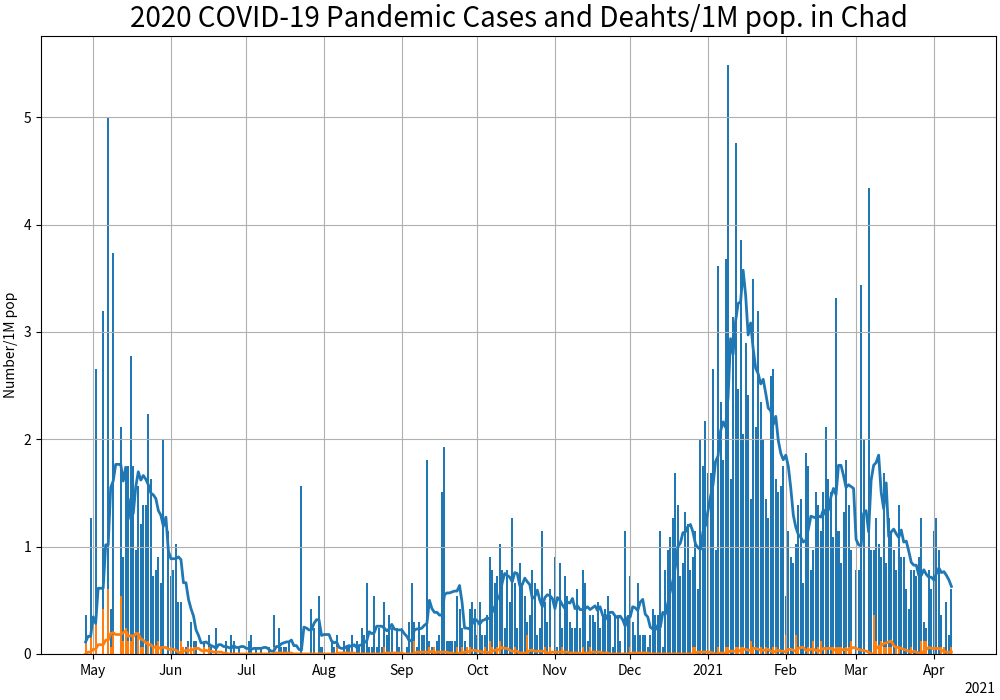 2020 COVID-19 Pandemic Cases and Deahts/1M pop. in Chad
Number/1M pop
5
4
3
2
1
0
May Jun Jul Aug Sep Oct Nov Dec 2021 Feb Mar Apr
2021